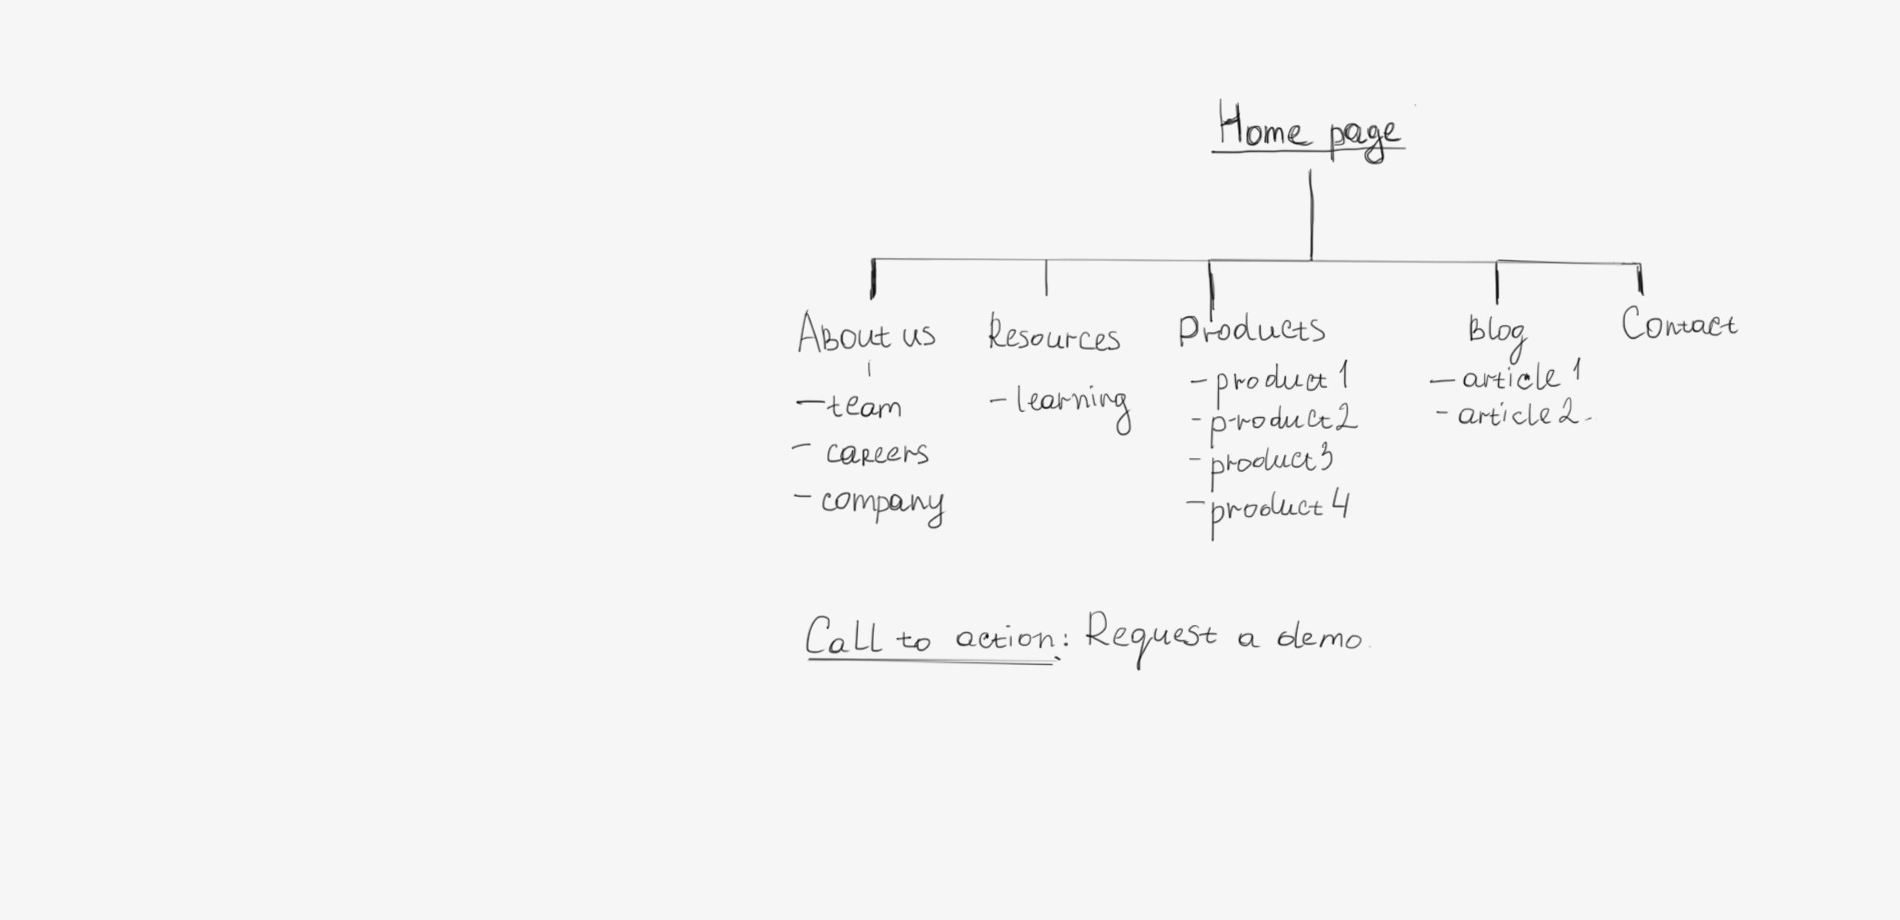 Home page
About us
Resources
Products
Blog
Contact
- team
- careers
- company
- learning
- product 1
- product 2
- product 3
- product 4
- article 1
- article 2.
Call to action: Request a demo.